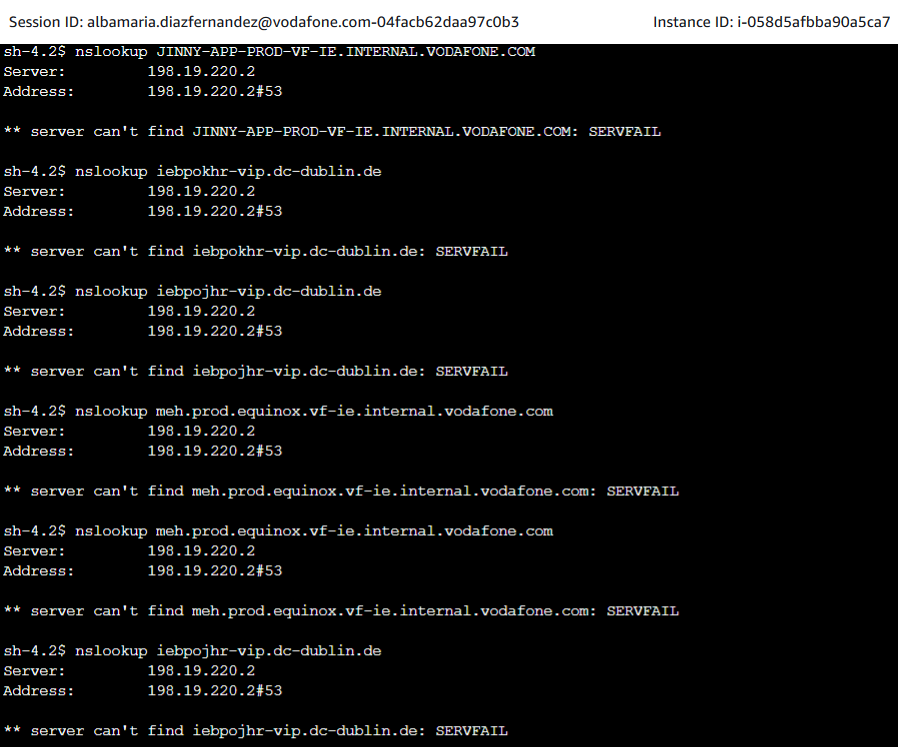 Session ID: albamaria.diazfernandez@vodafone.com-04facb62daa97c0b3 Instance ID: i-058d5afbba90a5ca7
sh-4.2$ nslookup JINNY-APP-PROD-VF-IE.INTERNAL.VODAFONE.COM
Server: 198.19.220.2
Address: 198.19.220.2#53
** server can't find JINNY-APP-PROD-VF-IE.INTERNAL.VODAFONE.COM: SERVFAIL
sh-4.2$ nslookup iebpokhr-vip.dc-dublin.de
Server: 198.19.220.2
Address: 198.19.220.2#53
** server can't find iebpokhr-vip.dc-dublin.de: SERVFAIL
sh-4.2$ nslookup iebpojhr-vip.dc-dublin.de
Server: 198.19.220.2
Address: 198.19.220.2#53
** server can't find iebpojhr-vip.dc-dublin.de: SERVFAIL
sh-4.2$ nslookup meh.prod.equinox.vf-ie.internal.vodafone.com
Server: 198.19.220.2
Address: 198.19.220.2#53
** server can't find meh.prod.equinox.vf-ie.internal.vodafone.com: SERVFAIL
sh-4.2$ nslookup meh.prod.equinox.vf-ie.internal.vodafone.com
Server: 198.19.220.2
Address: 198.19.220.2#53
** server can't find meh.prod.equinox.vf-ie.internal.vodafone.com: SERVFAIL
sh-4.2$ nslookup iebpojhr-vip.dc-dublin.de
Server: 198.19.220.2
Address: 198.19.220.2#53
** server can't find iebpojhr-vip.dc-dublin.de: SERVFAIL